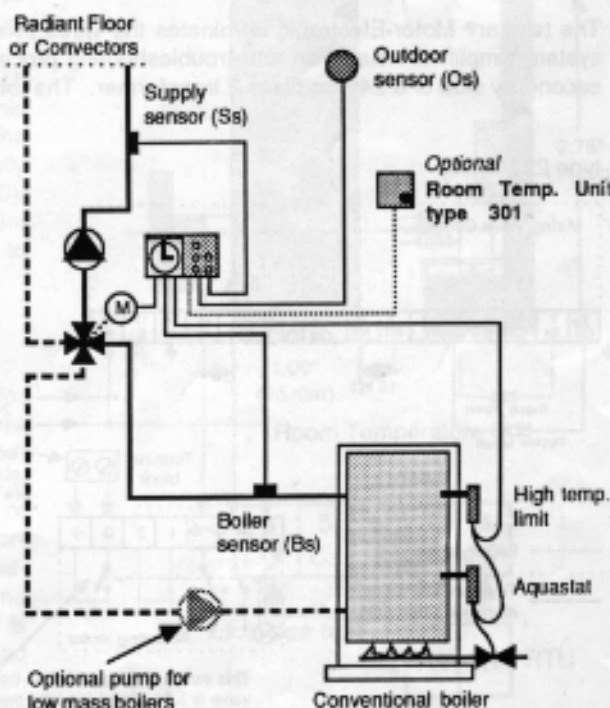 Radiant Floor
or Convectors
Supply
sensor (Ss)
Outdoor
sensor (Os)
Optional
Room Temp. Unit
type 301
M
Boiler
sensor (Bs)
High temp.
limit
Aquastat
Optional pump for
low mass boilers
Conventional boiler